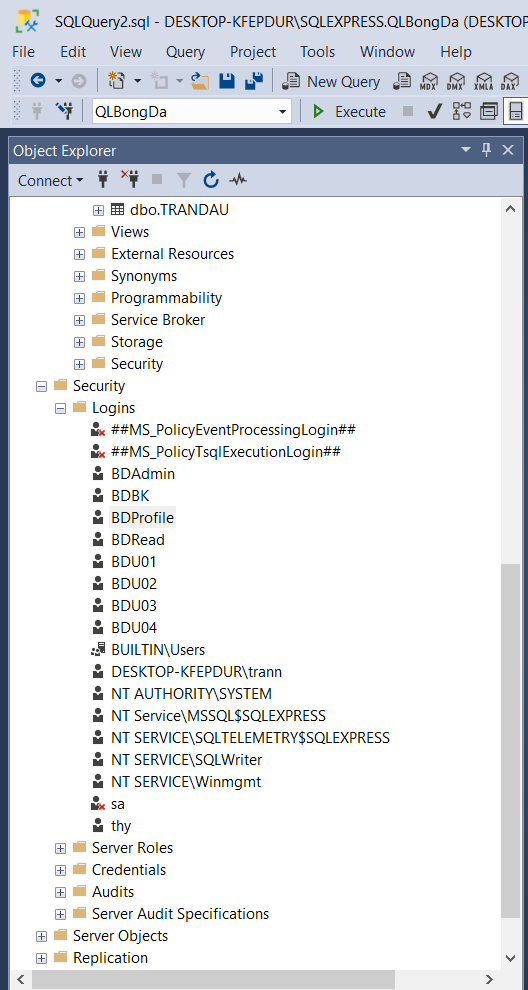 SQLQuery2.sql - DESKTOP-KFEPDUR\SQLEXPRESS.QLBongDa (DESKTO
File Edit View Query Project Tools Window Help
New Query MDX DMX XMLA DAX
QLBongDa Execute
Object Explorer
Connect
dbo.TRANDAU
Views
External Resources
Synonyms
Programmability
Service Broker
Storage
Security
Security
Logins
##MS_PolicyEventProcessingLogin##
##MS_PolicyTsqlExecutionLogin##
BDAdmin
BDBK
BDProfile
BDRead
BDU01
BDU02
BDU03
BDU04
BUILTIN\Users
DESKTOP-KFEPDUR\trann
NT AUTHORITY\SYSTEM
NT Service\MSSQL$SQLEXPRESS
NT SERVICE\SQLTELEMETRY$SQLEXPRESS
NT SERVICE\SQLWriter
NT SERVICE\Winmgmt
sa
thy
Server Roles
Credentials
Audits
Server Audit Specifications
Server Objects
Replication